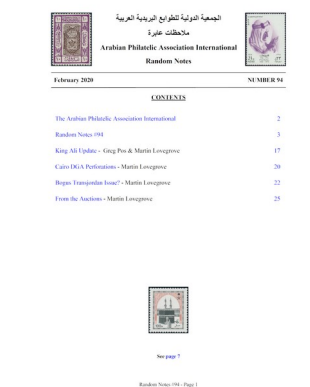 الجمعية الدولية للطوابع البريدية العربية
ملاحظات عابرة
Arabian Philatelic Association International
Random Notes
February 2020 NUMBER 94
CONTENTS
The Arabian Philatelic Association International 2
Random Notes #94 3
King Ali Update - Greg Pos & Martin Lovegrove 17
Cairo DGA Perforations - Martin Lovegrove 20
Bogus Transjordan Issue? - Martin Lovegrove 22
From the Auctions - Martin Lovegrove 25
See page 7
Random Notes #94 - Page 1